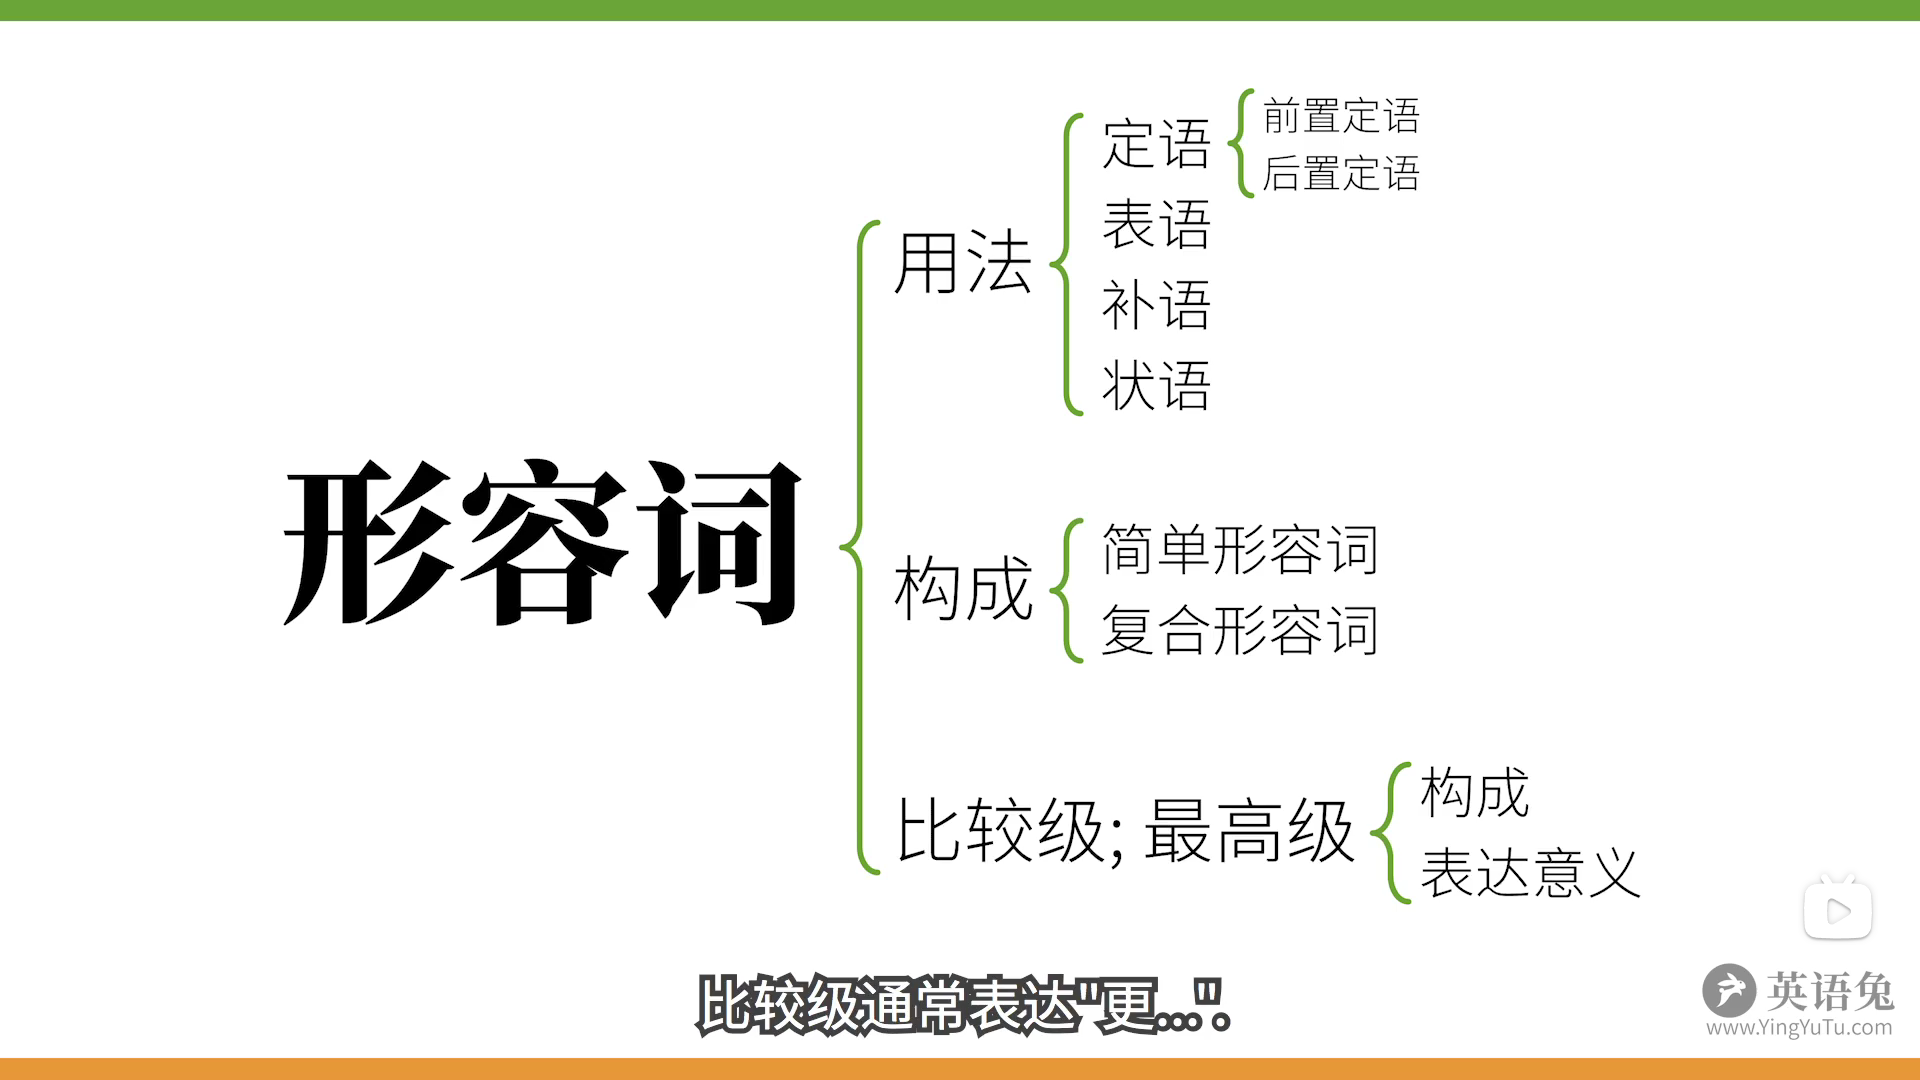 形容词
用法
定语
前置定语
后置定语
表语
补语
状语
构成
简单形容词
复合形容词
比较级; 最高级
构成
表达意义
比较级通常表达"更...".
英语兔
www.YingYuTu.com